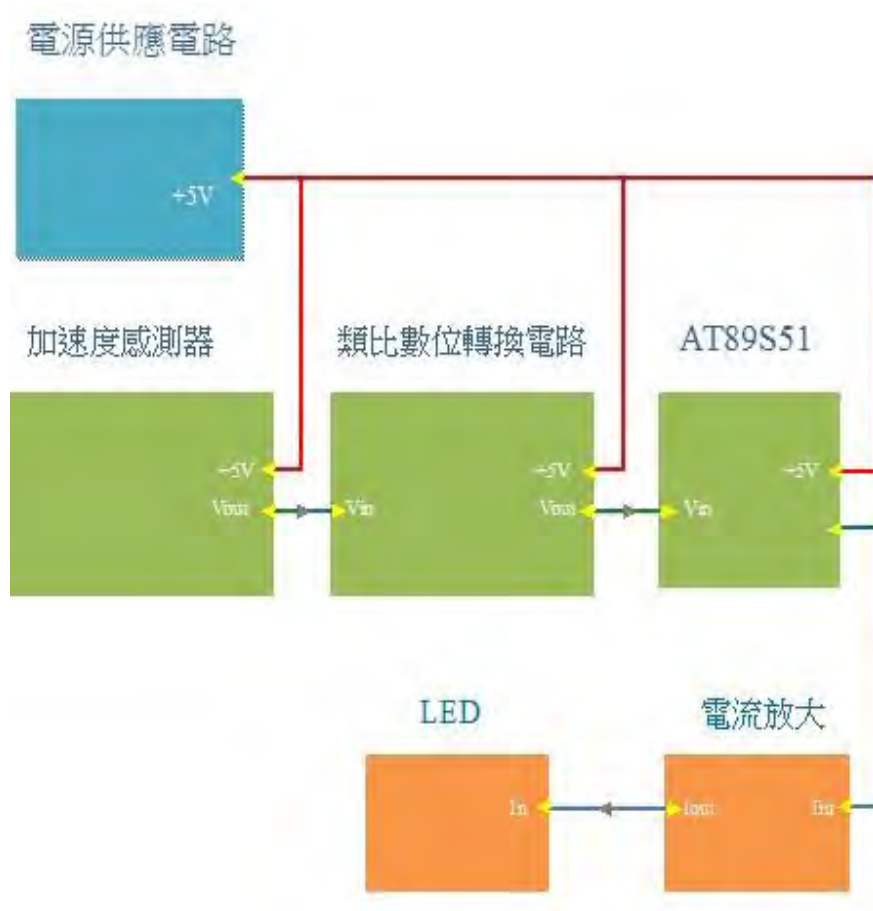 電源供應電路
+5V
加速度感測器
類比數位轉換電路
AT89S51
+5V
+5V
+5V
Vout
Vin
Vout
Vin
LED
電流放大
In
Iout
Iin